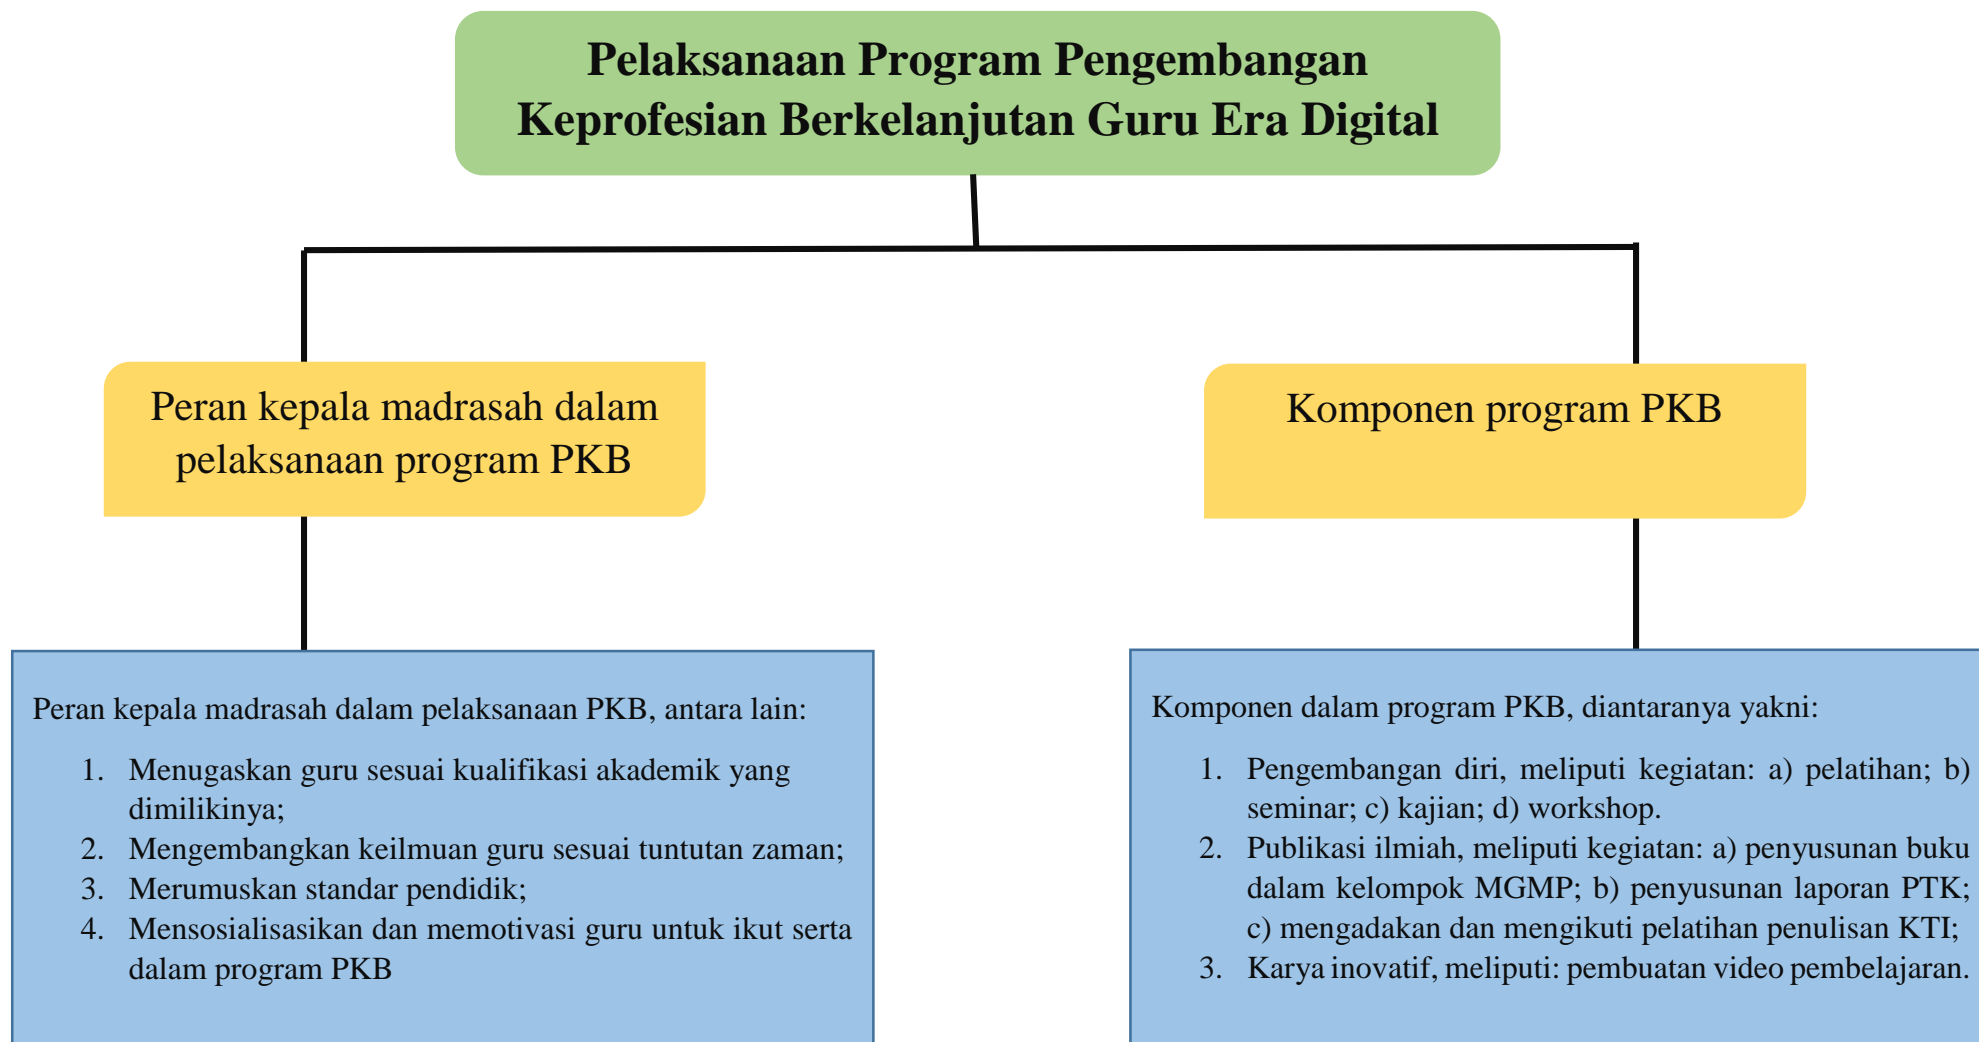 Pelaksanaan Program Pengembangan
Keprofesian Berkelanjutan Guru Era Digital
Peran kepala madrasah dalam
pelaksanaan program PKB
Komponen program PKB
Peran kepala madrasah dalam pelaksanaan PKB, antara lain:
1. Menugaskan guru sesuai kualifikasi akademik yang
dimilikinya;
2. Mengembangkan keilmuan guru sesuai tuntutan zaman;
3. Merumuskan standar pendidik;
4. Mensosialisasikan dan memotivasi guru untuk ikut serta
dalam program PKB
Komponen dalam program PKB, diantaranya yakni:
1. Pengembangan diri, meliputi kegiatan: a) pelatihan; b)
seminar; c) kajian; d) workshop.
2. Publikasi ilmiah, meliputi kegiatan: a) penyusunan buku
dalam kelompok MGMP; b) penyusunan laporan PTK;
c) mengadakan dan mengikuti pelatihan penulisan KTI;
3. Karya inovatif, meliputi: pembuatan video pembelajaran.